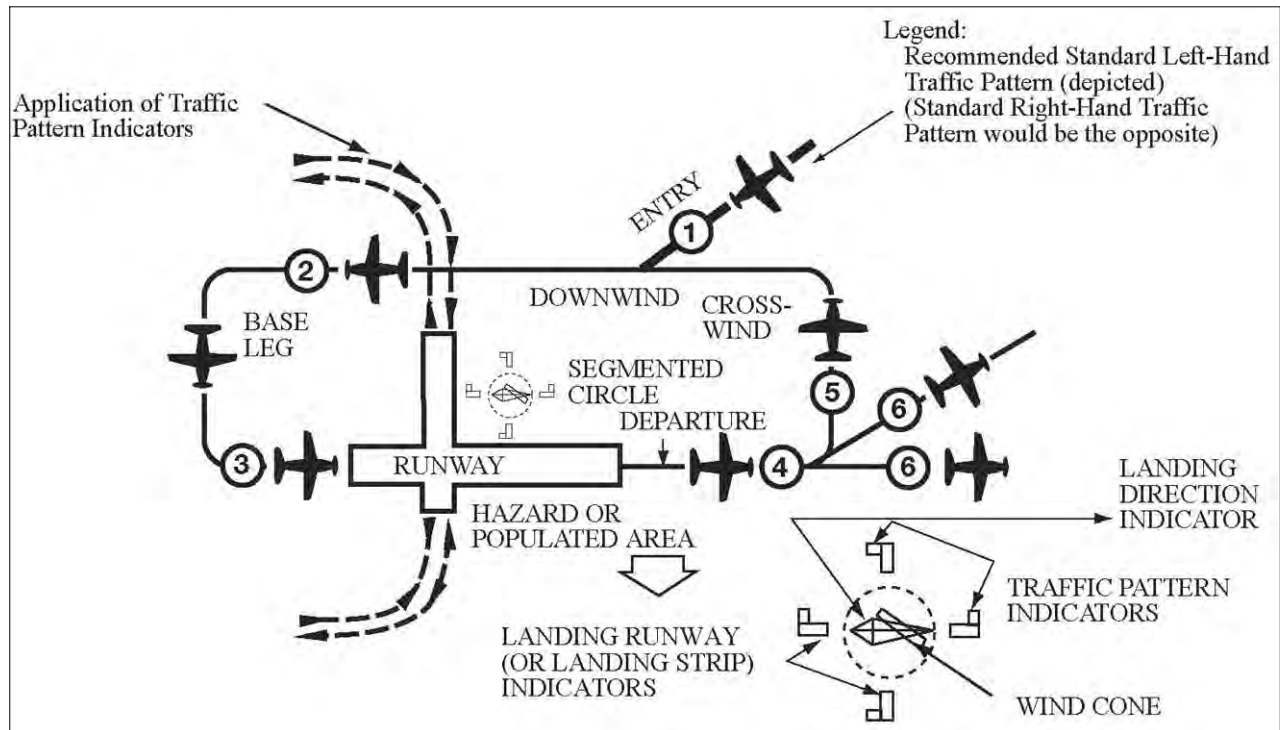 Legend:
Recommended Standard Left-Hand
Traffic Pattern (depicted)
(Standard Right-Hand Traffic
Pattern would be the opposite)
Application of Traffic
Pattern Indicators
ENTRY
1
2
DOWNWIND
CROSS-
WIND
BASE
LEG
SEGMENTED
CIRCLE
5
6
DEPARTURE
3
RUNWAY
4
6
LANDING
DIRECTION
INDICATOR
HAZARD OR
POPULATED AREA
TRAFFIC PATTERN
INDICATORS
LANDING RUNWAY
(OR LANDING STRIP)
INDICATORS
WIND CONE